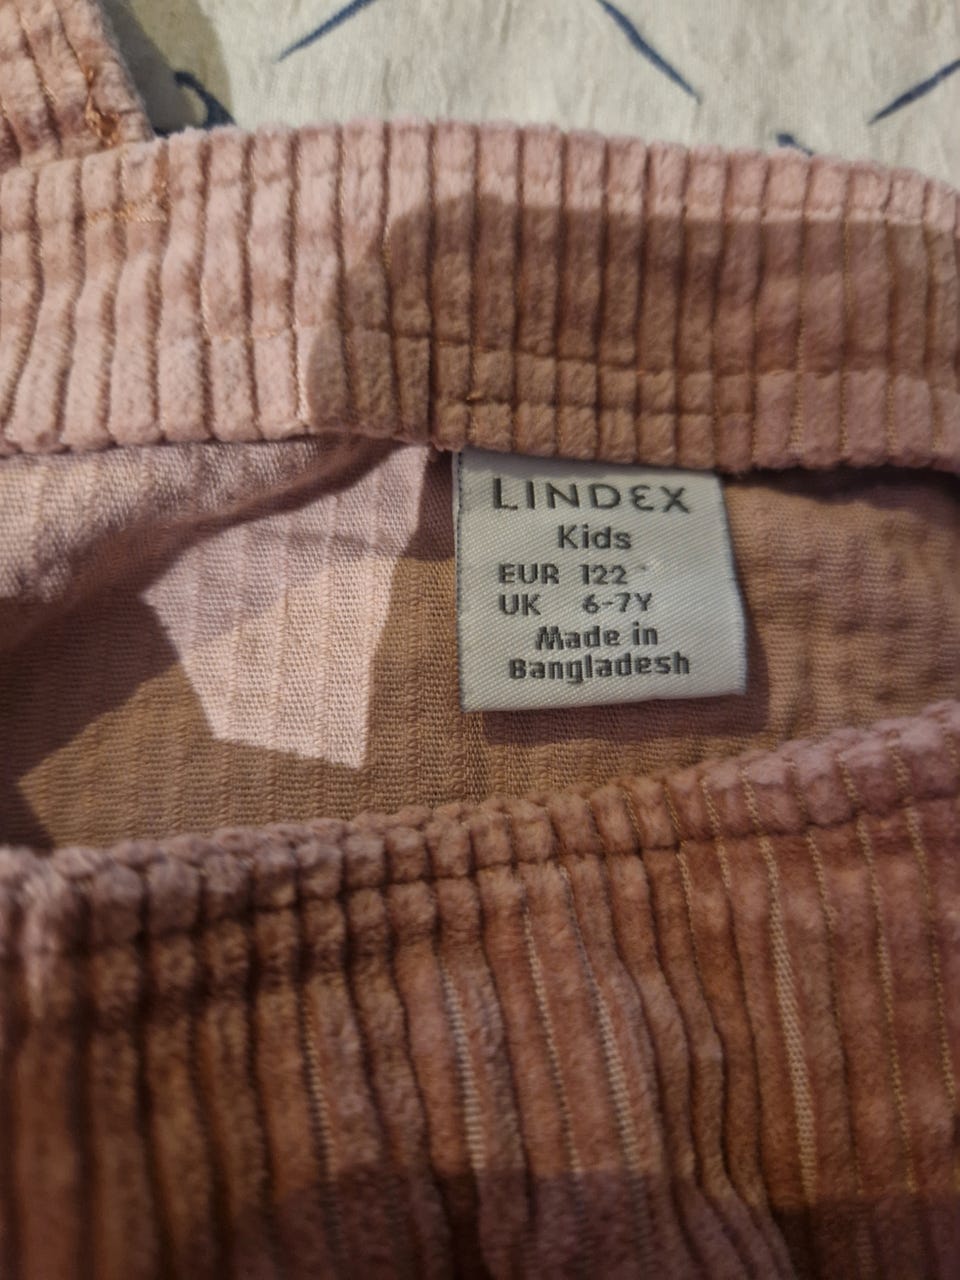 LINDEX
Kids
EUR 122
UK 6-7Y
Made in
Bangladesh